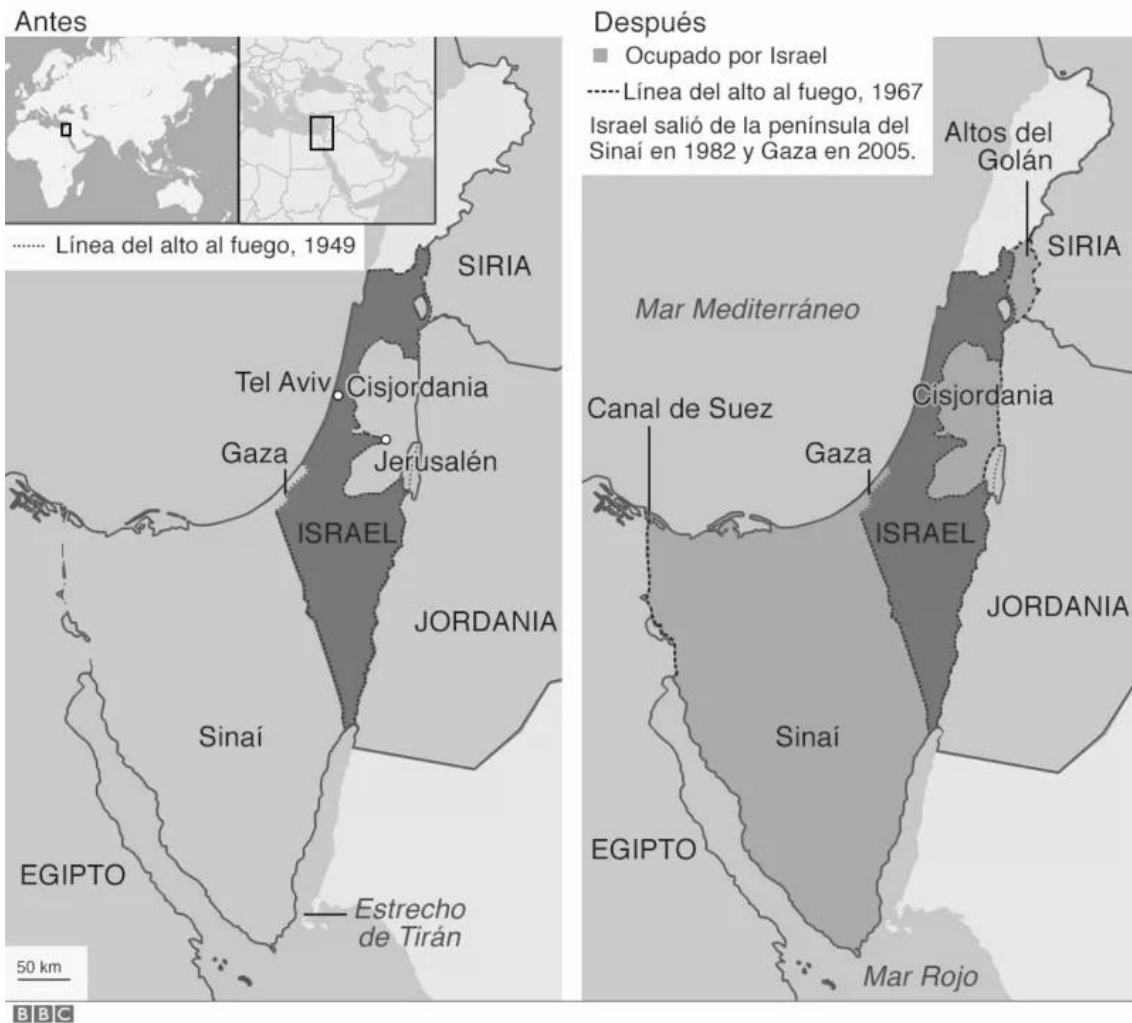 Antes
Línea del alto al fuego, 1949
SIRIA
Tel Aviv
Cisjordania
Gaza
Jerusalén
ISRAEL
JORDANIA
Sinaí
EGIPTO
Estrecho
de Tirán
50 km
Después
Ocupado por Israel
Línea del alto al fuego, 1967
Israel salió de la península del
Sinaí en 1982 y Gaza en 2005.
Altos del
Golán
SIRIA
Mar Mediterráneo
Canal de Suez
Cisjordania
Gaza
ISRAEL
JORDANIA
Sinaí
EGIPTO
Mar Rojo
BBC